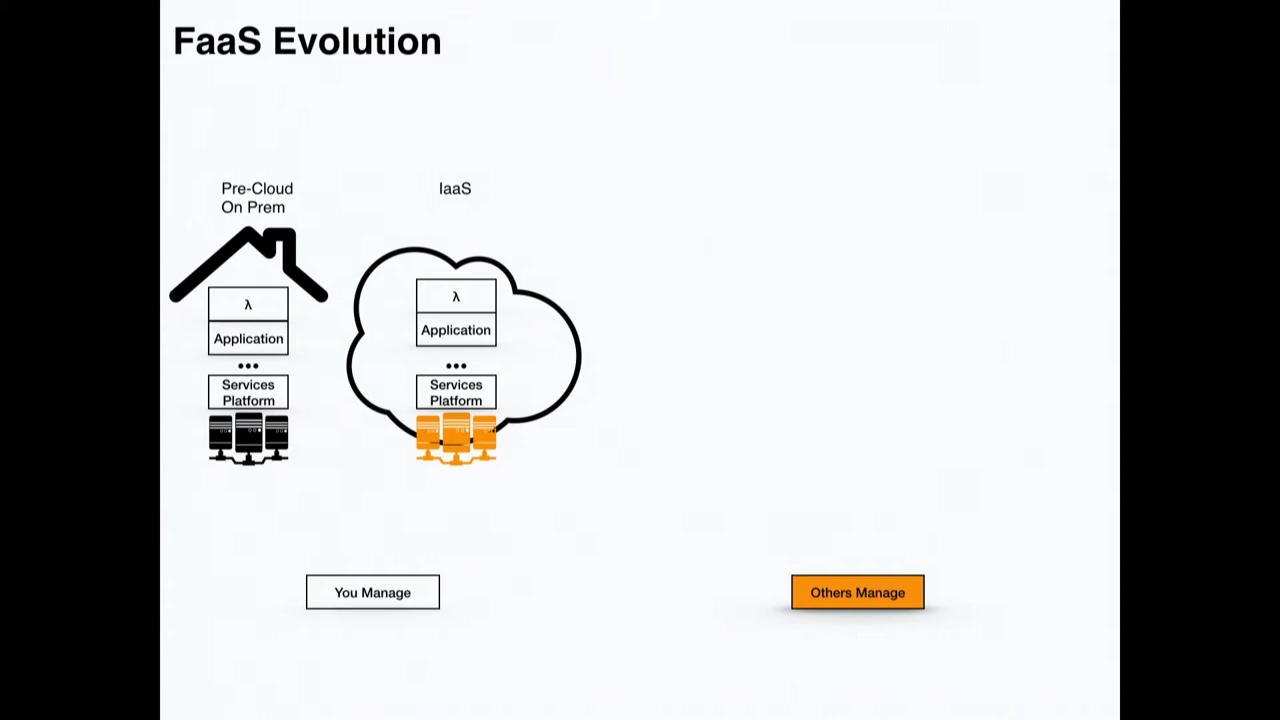 FaaS Evolution
Pre-Cloud
On Prem
IaaS
λ
Application
•••
Services
Platform
λ
Application
•••
Services
Platform
You Manage
Others Manage